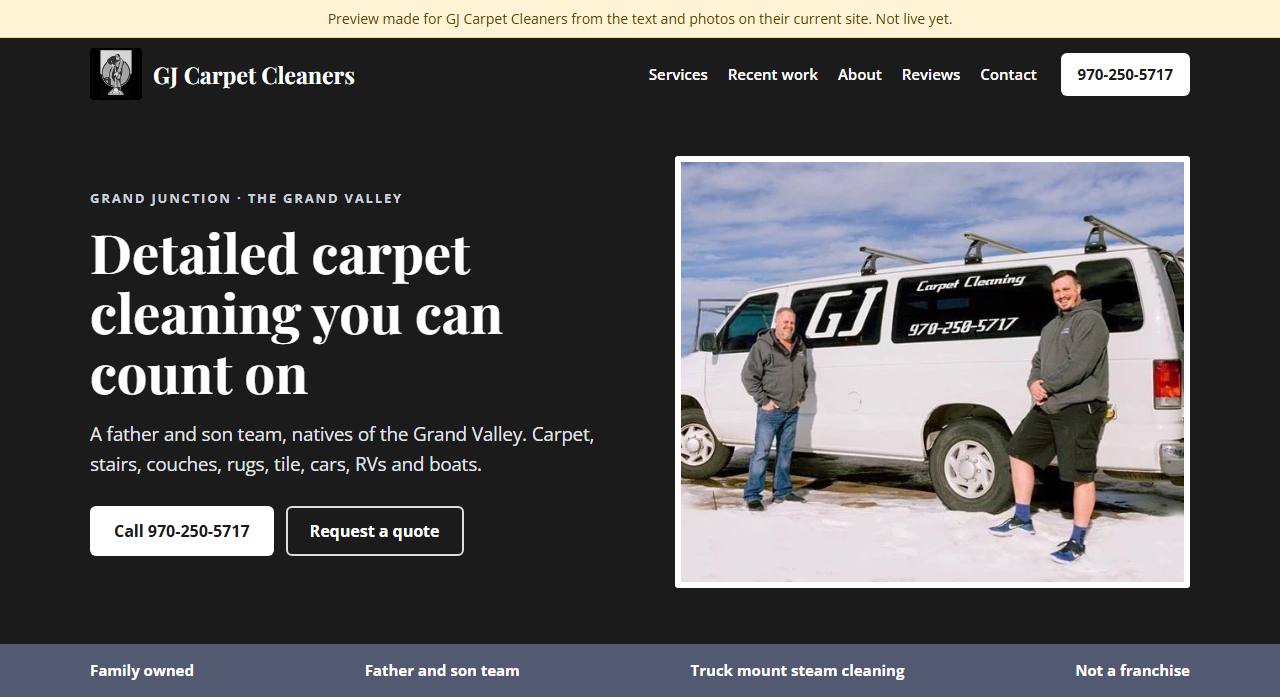 Preview made for GJ Carpet Cleaners from the text and photos on their current site. Not live yet.
GJ Carpet Cleaners
Services
Recent work
About
Reviews
Contact
970-250-5717
GRAND JUNCTION · THE GRAND VALLEY
Detailed carpet
cleaning you can
count on
A father and son team, natives of the Grand Valley. Carpet,
stairs, couches, rugs, tile, cars, RVs and boats.
Call 970-250-5717
Request a quote
GJ
Carpet Cleaning
970-250-5717
Family owned
Father and son team
Truck mount steam cleaning
Not a franchise